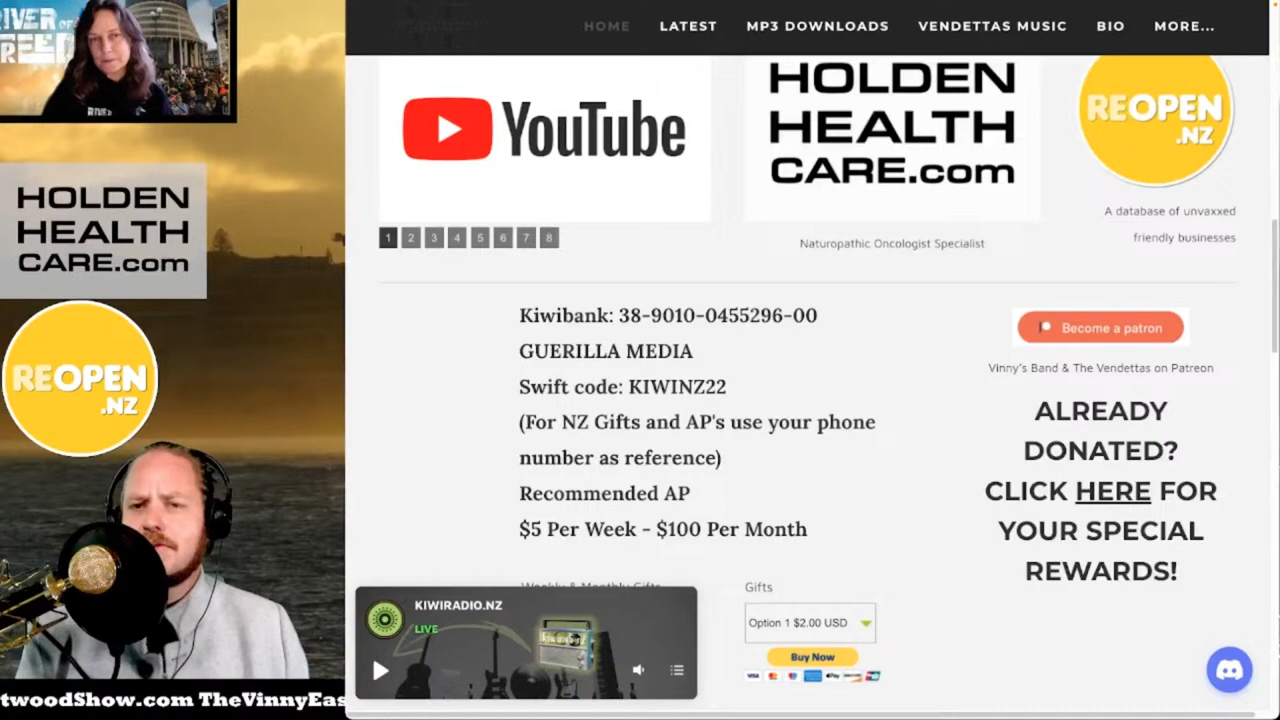 RIVER OF
FREED
HOLDEN
HEALTH
CARE.com
REOPEN
.NZ
twoodShow.com TheVinnyEas
HOME LATEST MP3 DOWNLOADS VENDETTAS MUSIC BIO MORE...
YouTube
1 2 3 4 5 6 7 8
HOLDEN
HEALTH
CARE.com
Naturopathic Oncologist Specialist
REOPEN
.NZ
A database of unvaxxed
friendly businesses
Kiwibank: 38-9010-0455296-00
GUERILLA MEDIA
Swift code: KIWINZ22
(For NZ Gifts and AP's use your phone
number as reference)
Recommended AP
$5 Per Week - $100 Per Month
Become a patron
Vinny's Band & The Vendettas on Patreon
ALREADY
DONATED?
CLICK HERE FOR
YOUR SPECIAL
REWARDS!
Weekly & Monthly Gifts
Gifts
Option 1 $2.00 USD
Buy Now
VISA
KIWIRADIO.NZ
LIVE